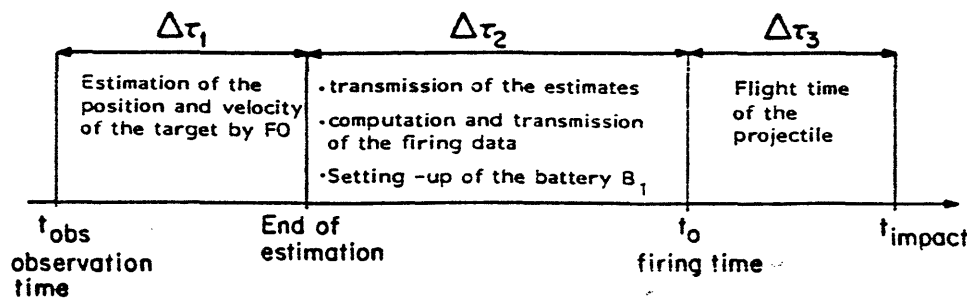 Δτ1 Δτ2 Δτ3
Estimation of the
position and velocity
of the target by FO
·transmission of the estimates
·computation and transmission
of the firing data
·Setting-up of the battery B1
Flight time
of the
projectile
tobs
observation
time
End of
estimation
to
firing time
timpact